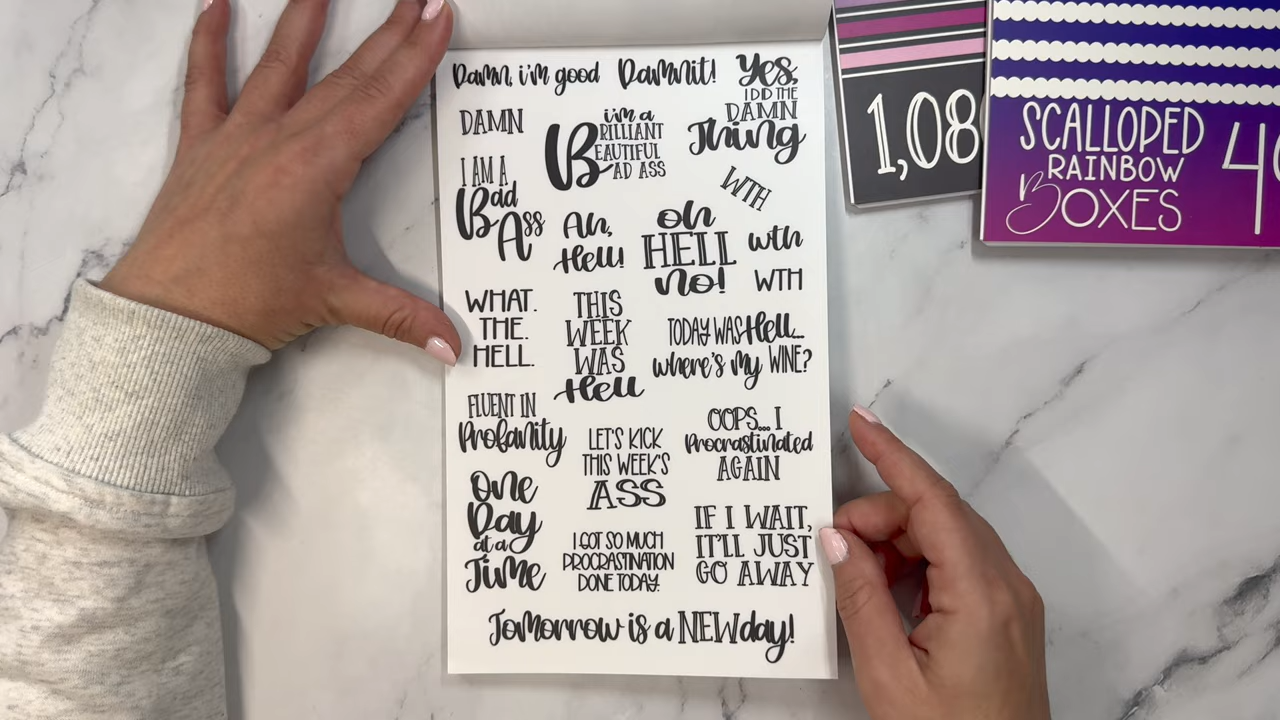 Damn, i'm good
Damnit!
Yes,
I DID THE
DAMN
Thing
DAMN
i'm a
BRILLIANT
BEAUTIFUL
BAD ASS
I AM A
Bad
Ass
WTH
Ah,
Hell!
oh
HELL
no!
wth
WTH
WHAT.
THE.
HELL.
THIS
WEEK
WAS
Hell
TODAY WAS Hell...
where's My WINE?
FLUENT IN
Profanity
LET'S KICK
THIS WEEK'S
ASS
OOPS... I
Procrastinated
AGAIN
One
Day
at a
Time
I GOT SO MUCH
PROCRASTINATION
DONE TODAY.
IF I WAIT,
IT'LL JUST
GO AWAY
Tomorrow is a NEW day!
1,08
SCALLOPED
RAINBOW
BOXES